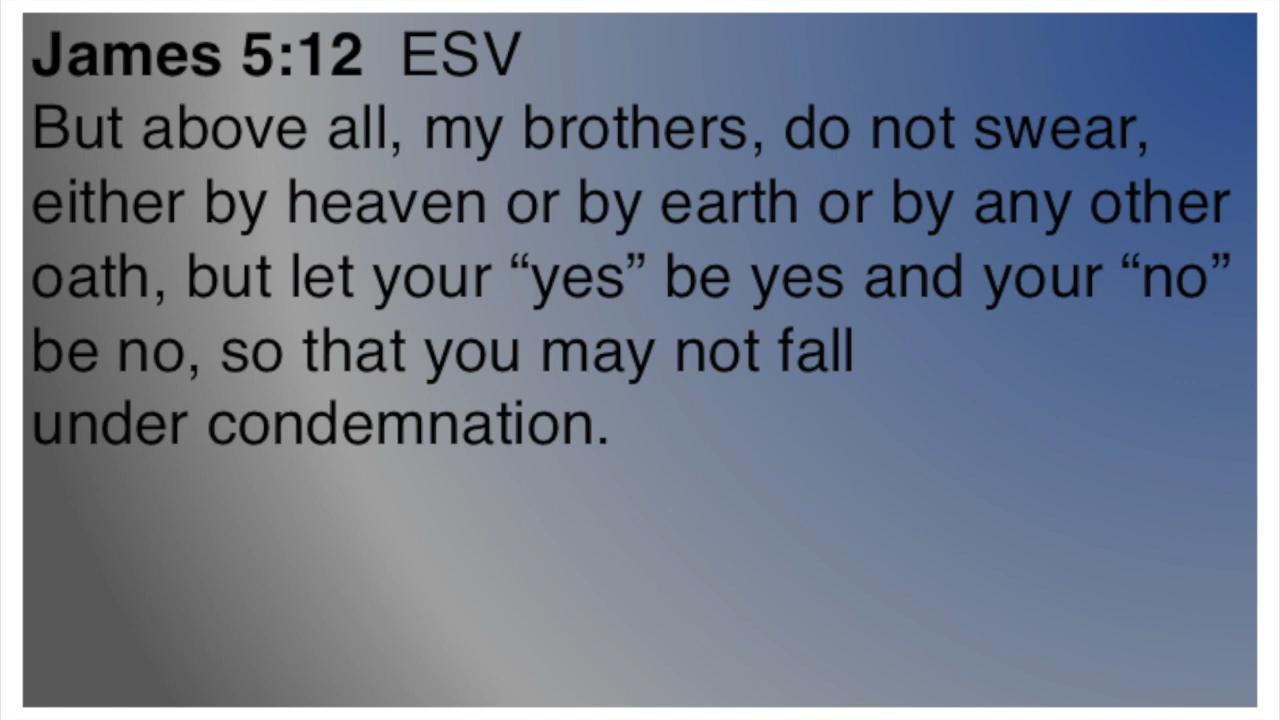 James 5:12 ESV
But above all, my brothers, do not swear,
either by heaven or by earth or by any other
oath, but let your “yes” be yes and your “no”
be no, so that you may not fall
under condemnation.